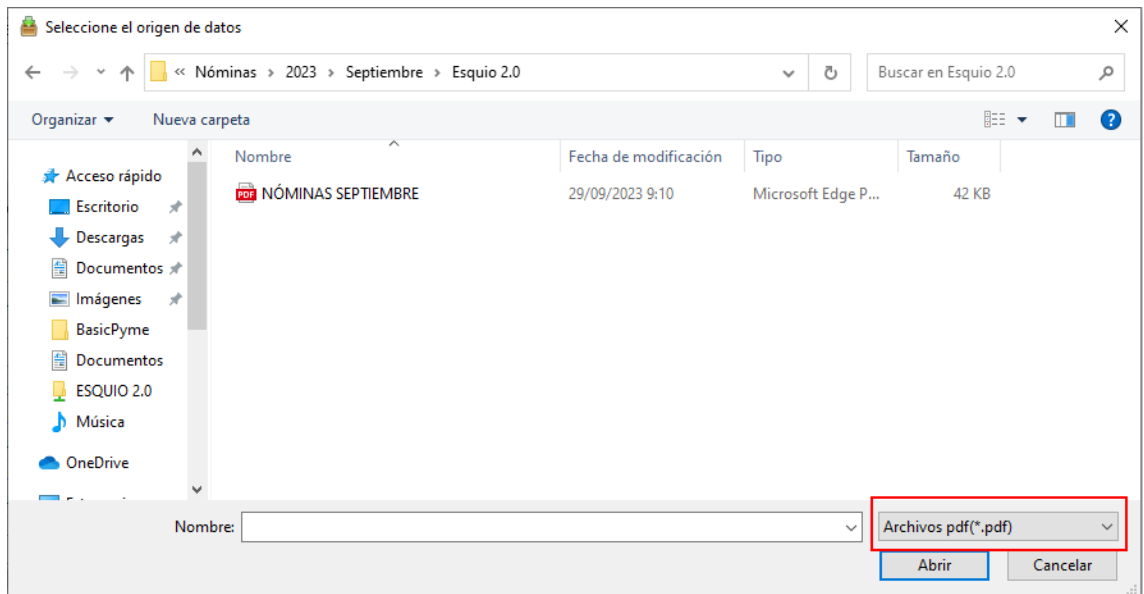 Seleccione el origen de datos
« Nóminas › 2023 › Septiembre › Esquio 2.0
Buscar en Esquio 2.0
Organizar
Nueva carpeta
Nombre Fecha de modificación Tipo Tamaño
PDF NÓMINAS SEPTIEMBRE 29/09/2023 9:10 Microsoft Edge P... 42 KB
Acceso rápido
Escritorio
Descargas
Documentos
Imágenes
BasicPyme
Documentos
ESQUIO 2.0
Música
OneDrive
Nombre:
Archivos pdf(*.pdf)
Abrir
Cancelar